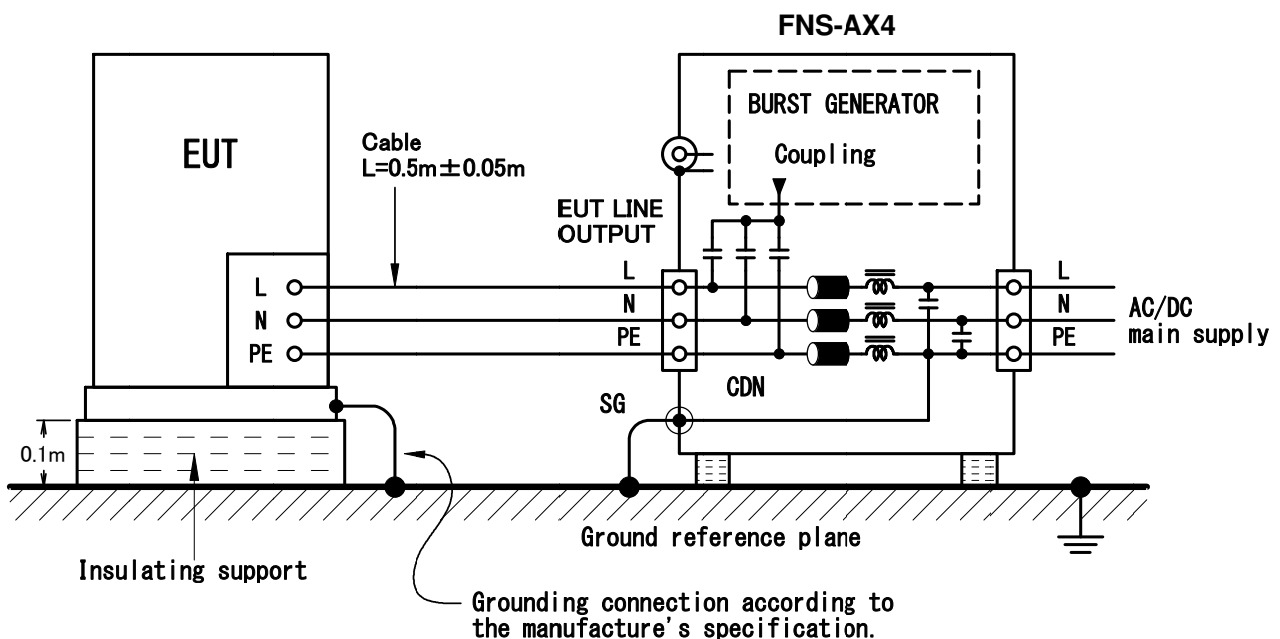 FNS-AX4
BURST GENERATOR
Coupling
EUT
Cable
L=0.5m±0.05m
EUT LINE
OUTPUT
L
N
PE
L
N
PE
L
N
PE
AC/DC
main supply
CDN
SG
0.1m
Ground reference plane
Insulating support
Grounding connection according to
the manufacture's specification.